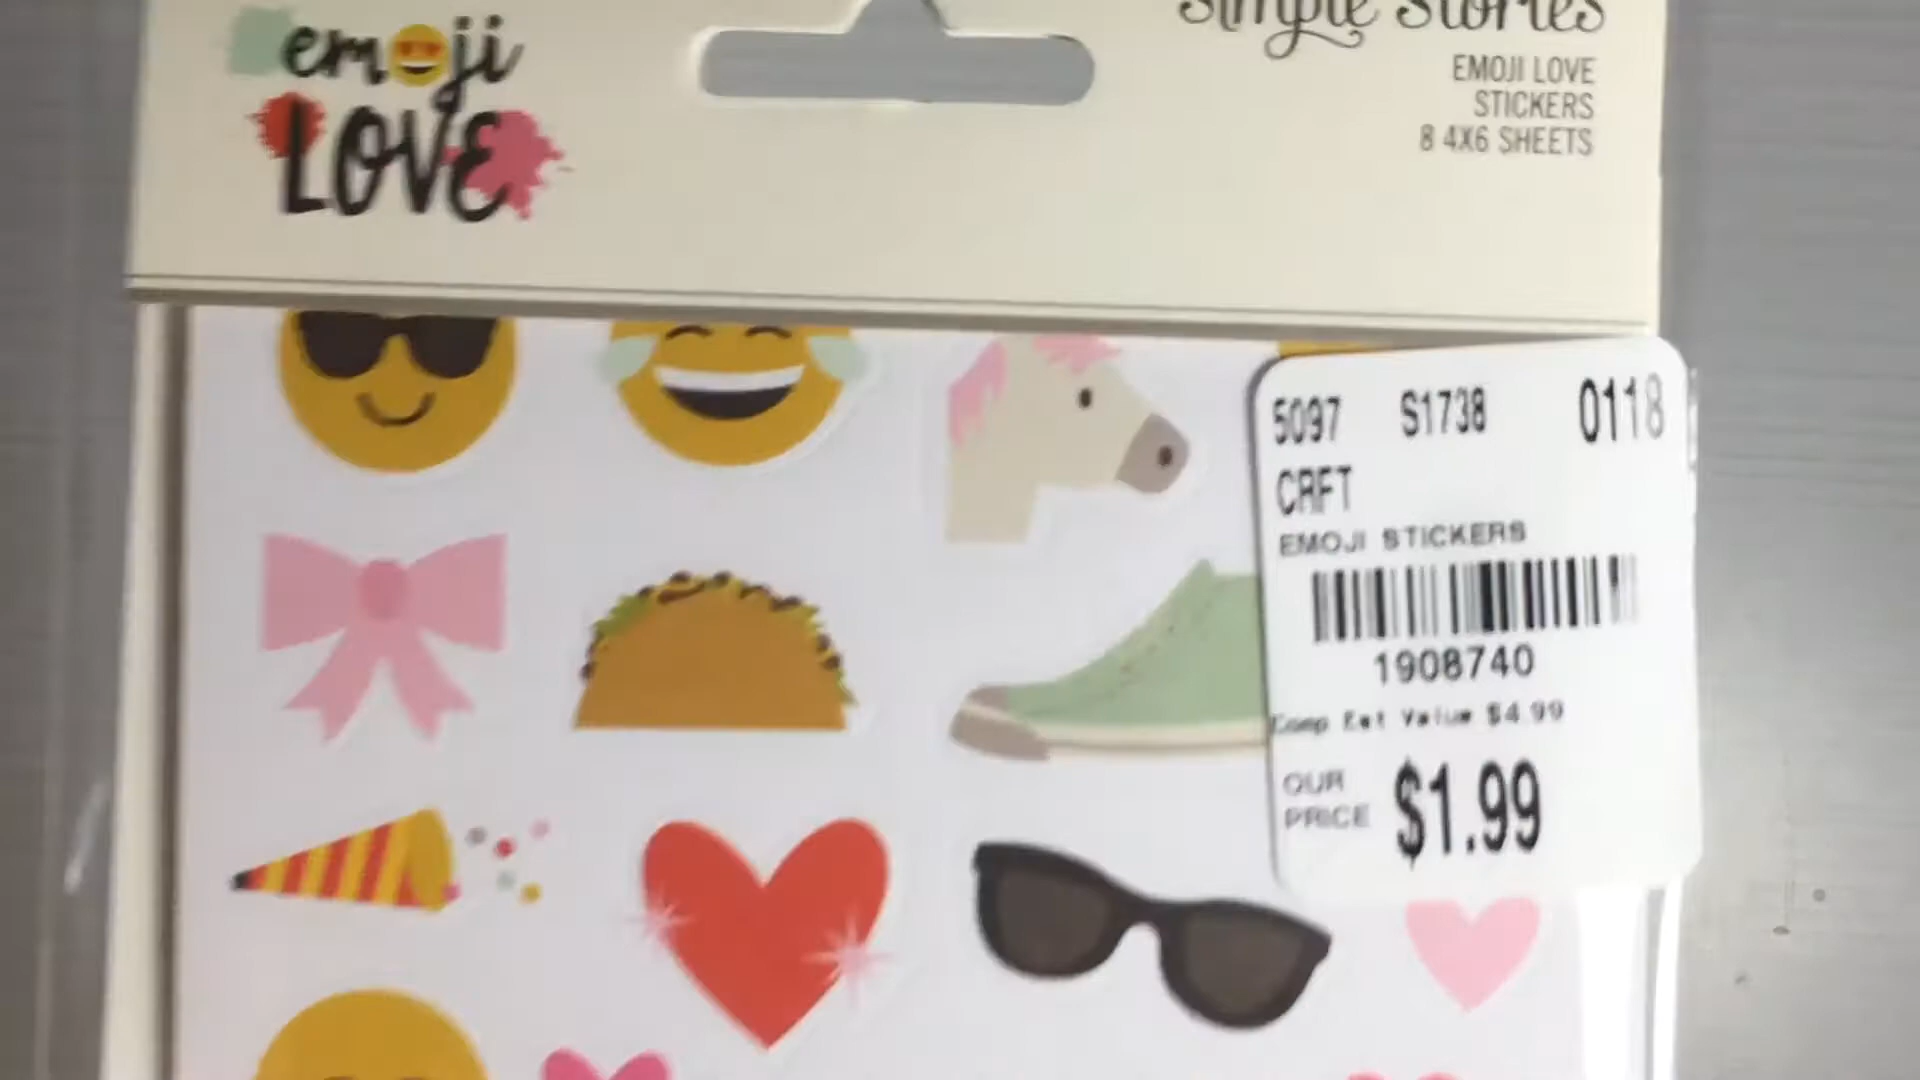 emoji
LOVE
Simple Stories
EMOJI LOVE
STICKERS
8 4X6 SHEETS
5097 S1738 0118
CRFT
EMOJI STICKERS
1908740
Comp Est Value $4.99
OUR
PRICE $1.99